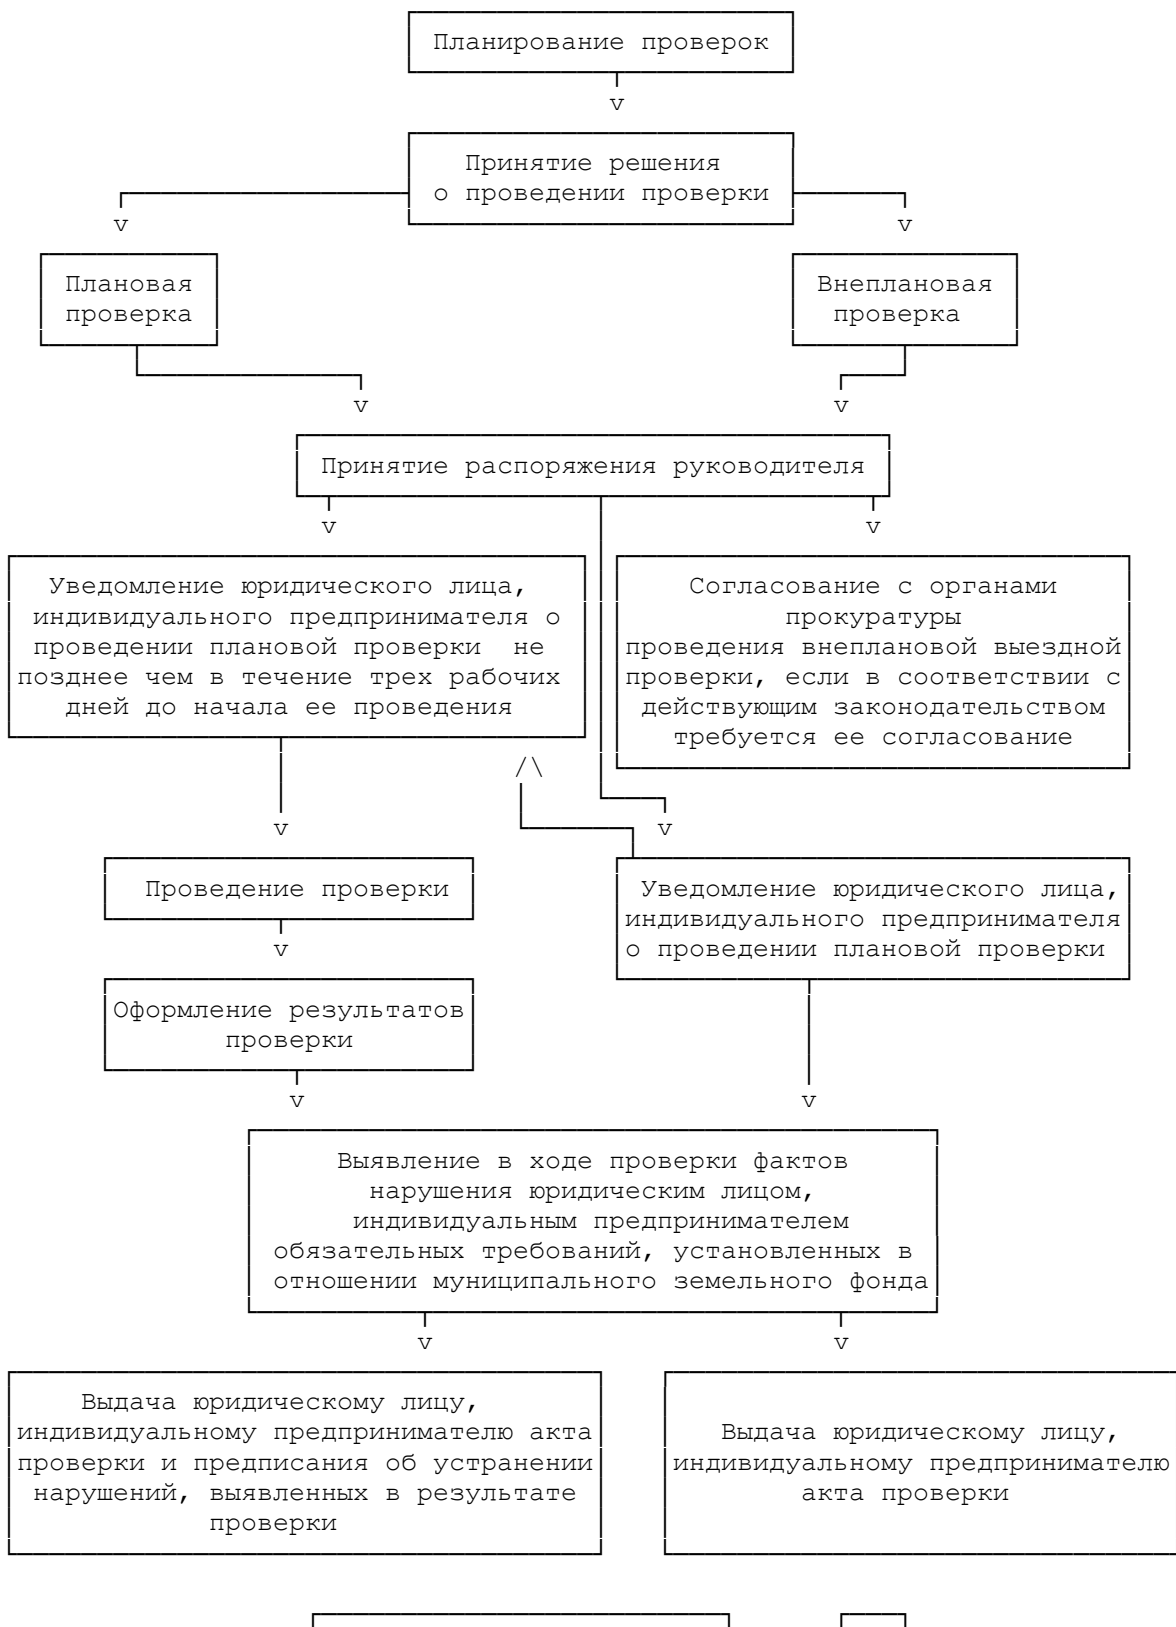 Планирование проверок
v
Принятие решения
о проведении проверки
v v
Плановая
проверка
Внеплановая
проверка
v v
Принятие распоряжения руководителя
v v
Уведомление юридического лица,
индивидуального предпринимателя о
проведении плановой проверки не
позднее чем в течение трех рабочих
дней до начала ее проведения
Согласование с органами
прокуратуры
проведения внеплановой выездной
проверки, если в соответствии с
действующим законодательством
требуется ее согласование
/\
v v
Проведение проверки
v
Уведомление юридического лица,
индивидуального предпринимателя
о проведении плановой проверки
Оформление результатов
проверки
v v
Выявление в ходе проверки фактов
нарушения юридическим лицом,
индивидуальным предпринимателем
обязательных требований, установленных в
отношении муниципального земельного фонда
v v
Выдача юридическому лицу,
индивидуальному предпринимателю акта
проверки и предписания об устранении
нарушений, выявленных в результате
проверки
Выдача юридическому лицу,
индивидуальному предпринимателю
акта проверки